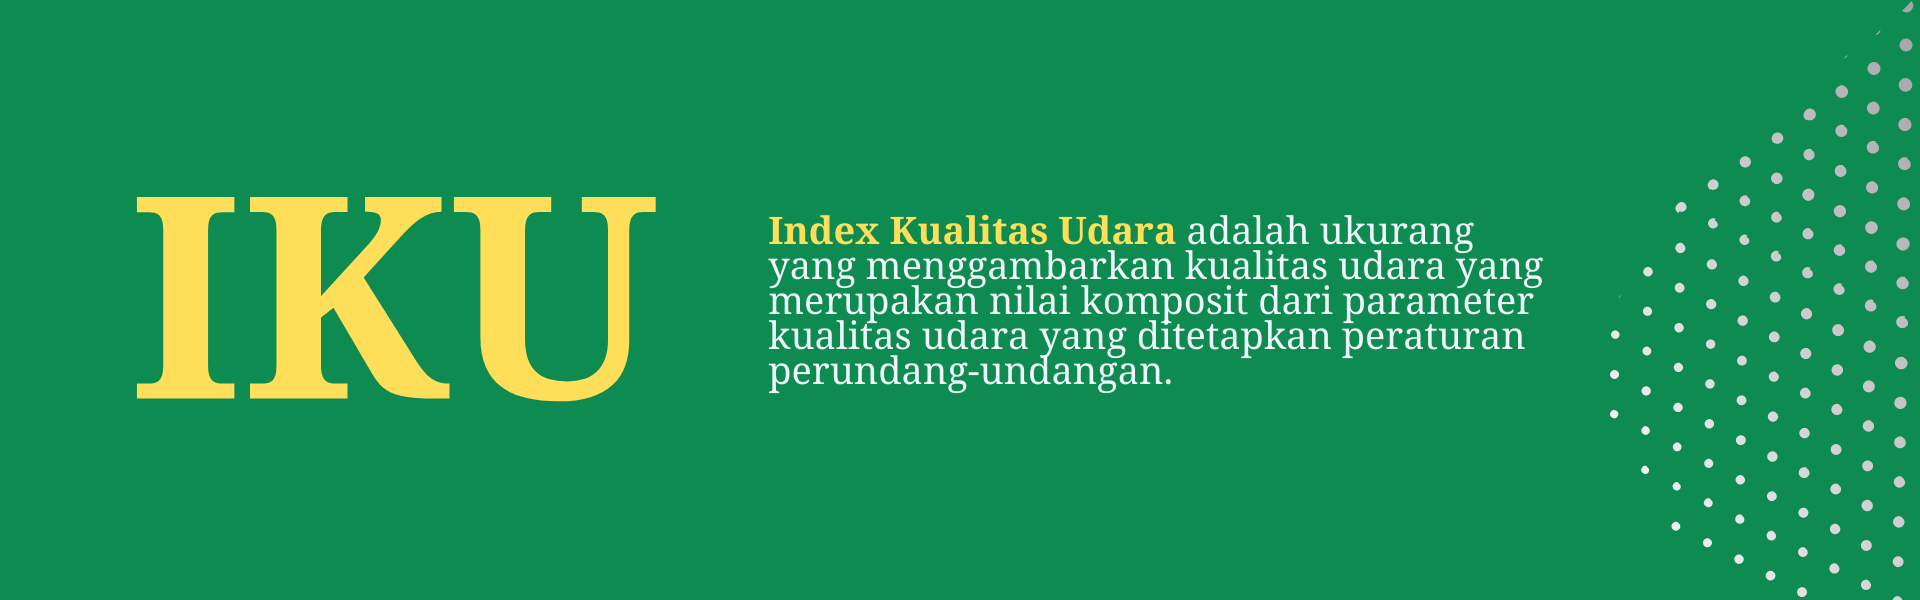 IKU
Index Kualitas Udara adalah ukurang
yang menggambarkan kualitas udara yang
merupakan nilai komposit dari parameter
kualitas udara yang ditetapkan peraturan
perundang-undangan.